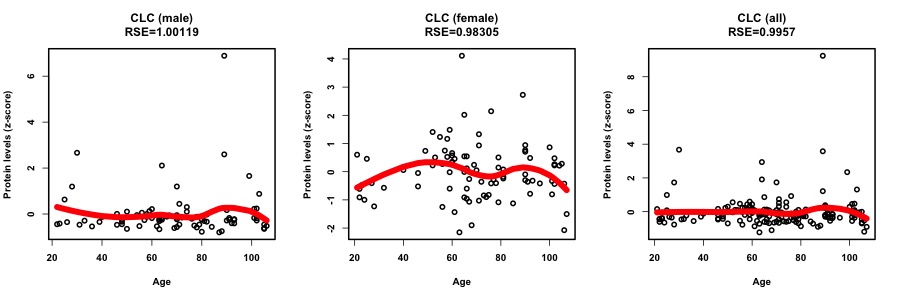 CLC (male)
RSE=1.00119
Protein levels (z-score)
6
4
2
0
20 40 60 80 100
Age
CLC (female)
RSE=0.98305
Protein levels (z-score)
4
3
2
1
0
-1
-2
20 40 60 80 100
Age
CLC (all)
RSE=0.9957
Protein levels (z-score)
8
6
4
2
0
20 40 60 80 100
Age